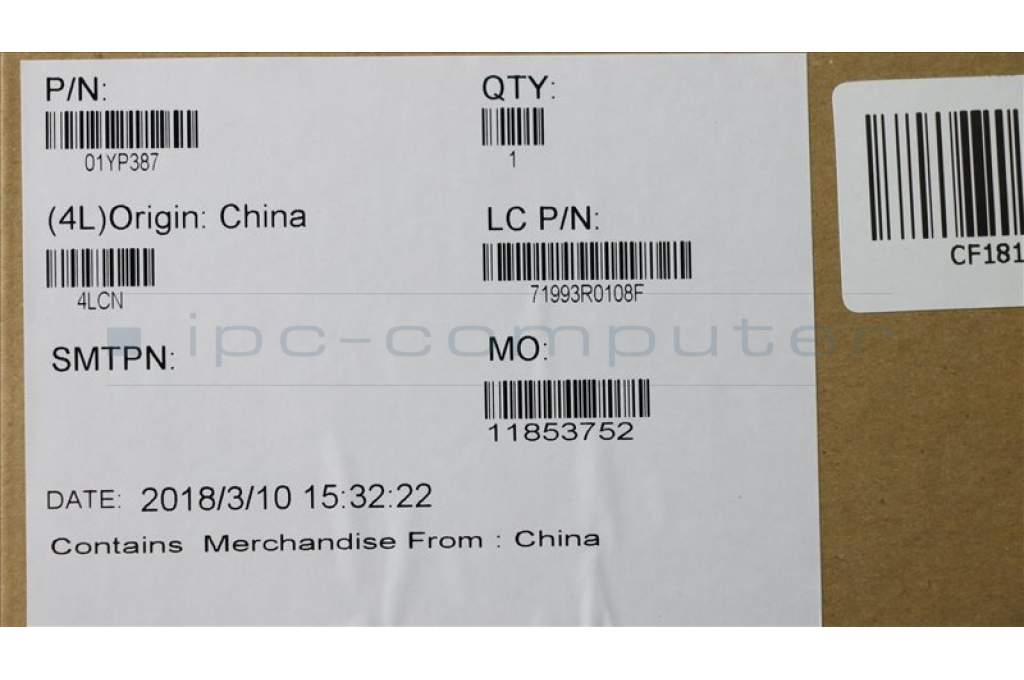 P/N:
01YP387
QTY:
1
(4L)Origin: China
4LCN
LC P/N:
71993R0108F
CF181
ipc-computer
SMTPN:
MO:
11853752
DATE: 2018/3/10 15:32:22
Contains Merchandise From : China